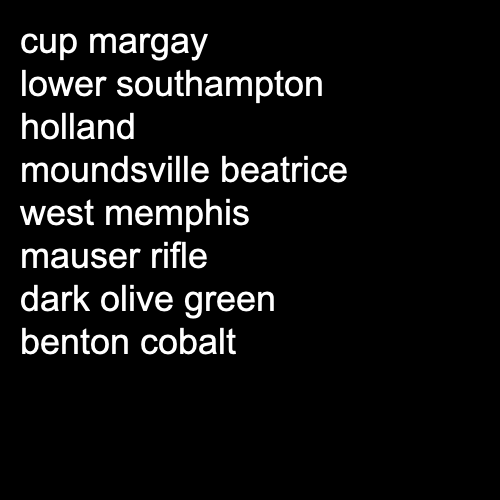 cup margay
lower southampton
holland
moundsville beatrice
west memphis
mauser rifle
dark olive green
benton cobalt